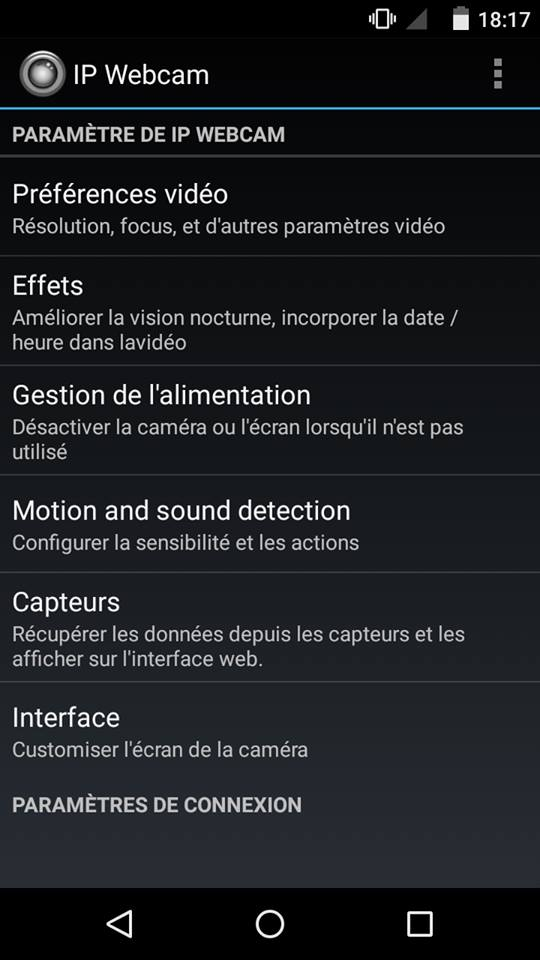 18:17
IP Webcam
PARAMÈTRE DE IP WEBCAM
Préférences vidéo
Résolution, focus, et d'autres paramètres vidéo
Effets
Améliorer la vision nocturne, incorporer la date /
heure dans lavidéo
Gestion de l'alimentation
Désactiver la caméra ou l'écran lorsqu'il n'est pas
utilisé
Motion and sound detection
Configurer la sensibilité et les actions
Capteurs
Récupérer les données depuis les capteurs et les
afficher sur l'interface web.
Interface
Customiser l'écran de la caméra
PARAMÈTRES DE CONNEXION